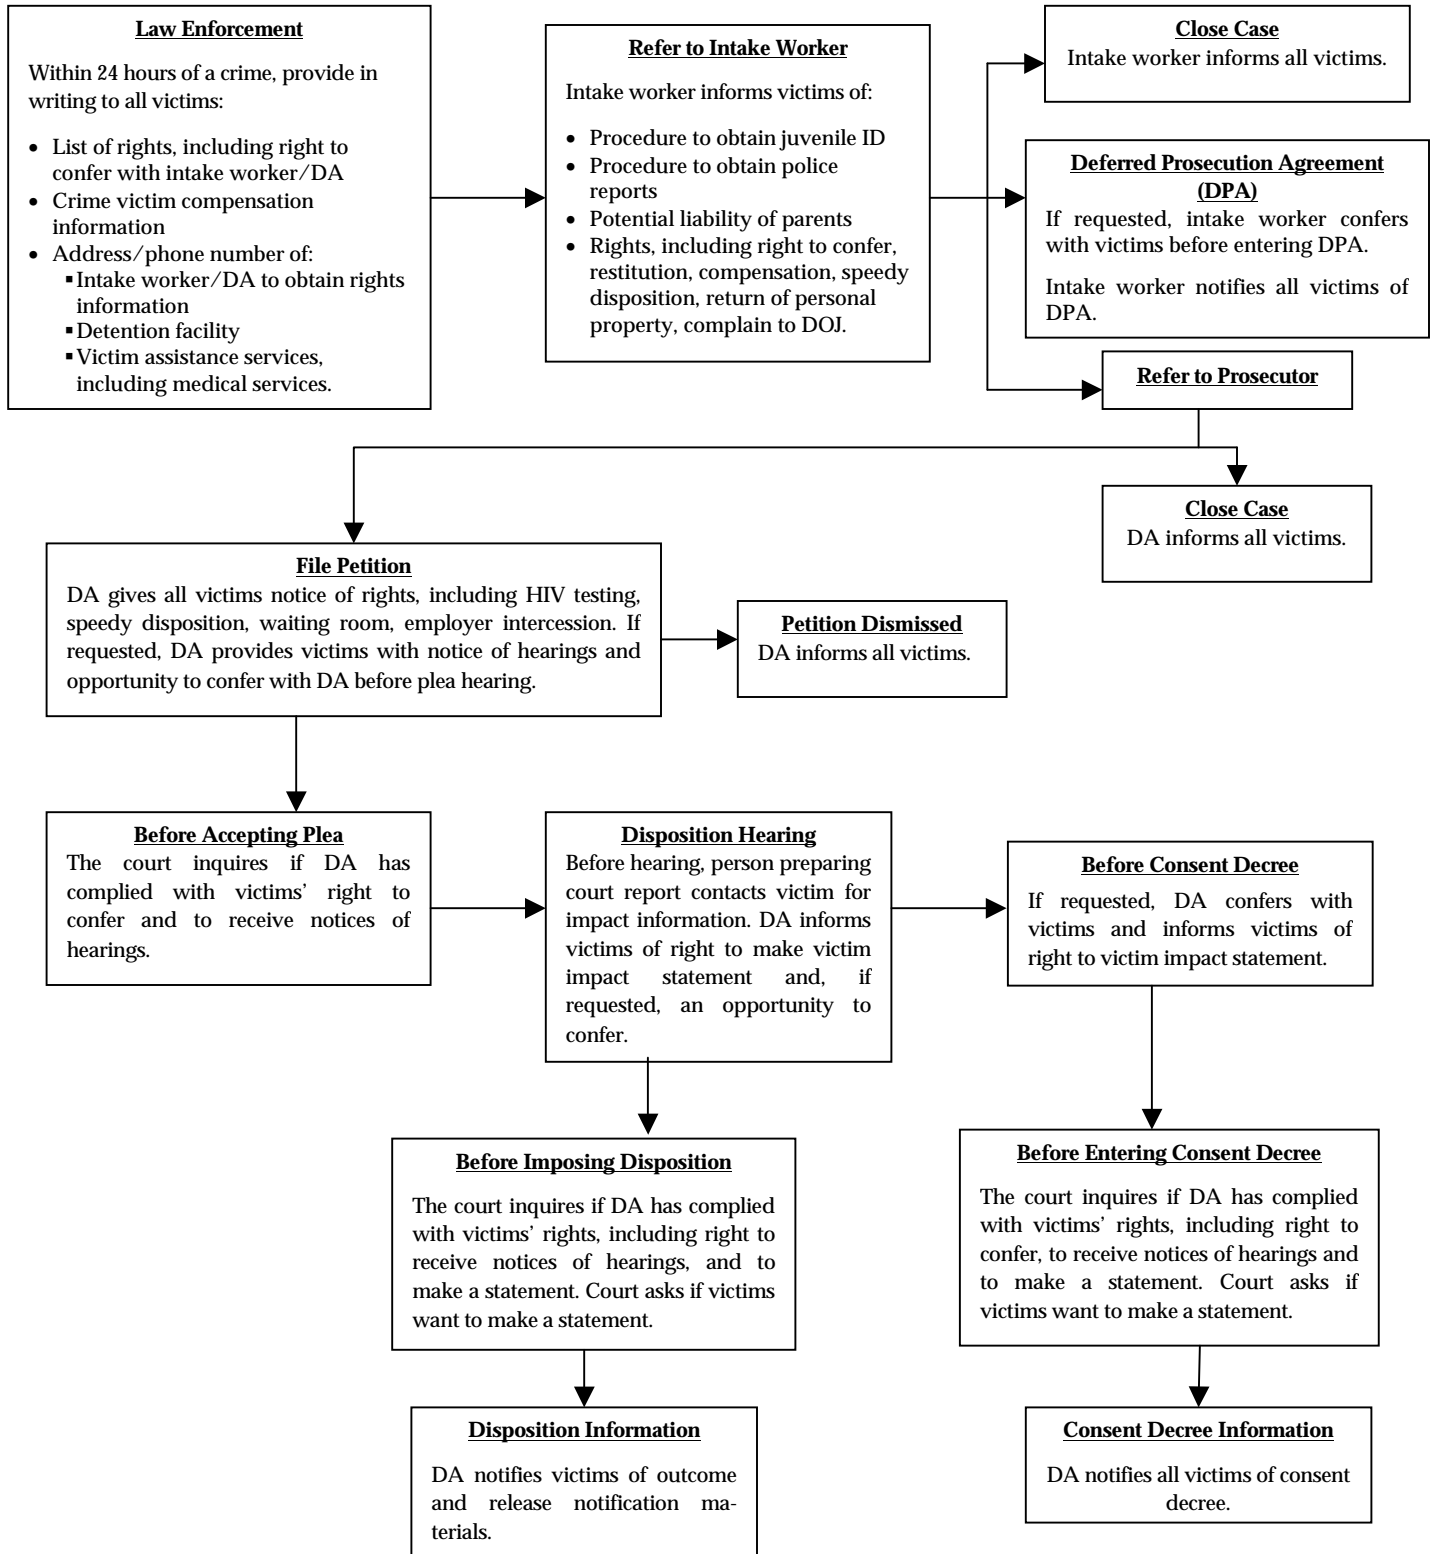 Law Enforcement
Within 24 hours of a crime, provide in
writing to all victims:
• List of rights, including right to
confer with intake worker/DA
• Crime victim compensation
information
• Address/phone number of:
▪ Intake worker/DA to obtain rights
information
▪ Detention facility
▪ Victim assistance services,
including medical services.
Refer to Intake Worker
Intake worker informs victims of:
• Procedure to obtain juvenile ID
• Procedure to obtain police
reports
• Potential liability of parents
• Rights, including right to confer,
restitution, compensation, speedy
disposition, return of personal
property, complain to DOJ.
Close Case
Intake worker informs all victims.
Deferred Prosecution Agreement
(DPA)
If requested, intake worker confers
with victims before entering DPA.
Intake worker notifies all victims of
DPA.
Refer to Prosecutor
Close Case
DA informs all victims.
File Petition
DA gives all victims notice of rights, including HIV testing,
speedy disposition, waiting room, employer intercession. If
requested, DA provides victims with notice of hearings and
opportunity to confer with DA before plea hearing.
Petition Dismissed
DA informs all victims.
Before Accepting Plea
The court inquires if DA has
complied with victims' right to
confer and to receive notices of
hearings.
Disposition Hearing
Before hearing, person preparing
court report contacts victim for
impact information. DA informs
victims of right to make victim
impact statement and, if
requested, an opportunity to
confer.
Before Consent Decree
If requested, DA confers with
victims and informs victims of
right to victim impact statement.
Before Imposing Disposition
The court inquires if DA has complied
with victims' rights, including right to
receive notices of hearings, and to
make a statement. Court asks if victims
want to make a statement.
Before Entering Consent Decree
The court inquires if DA has complied
with victims' rights, including right to
confer, to receive notices of hearings and
to make a statement. Court asks if
victims want to make a statement.
Disposition Information
DA notifies victims of outcome
and release notification ma-
terials.
Consent Decree Information
DA notifies all victims of consent
decree.